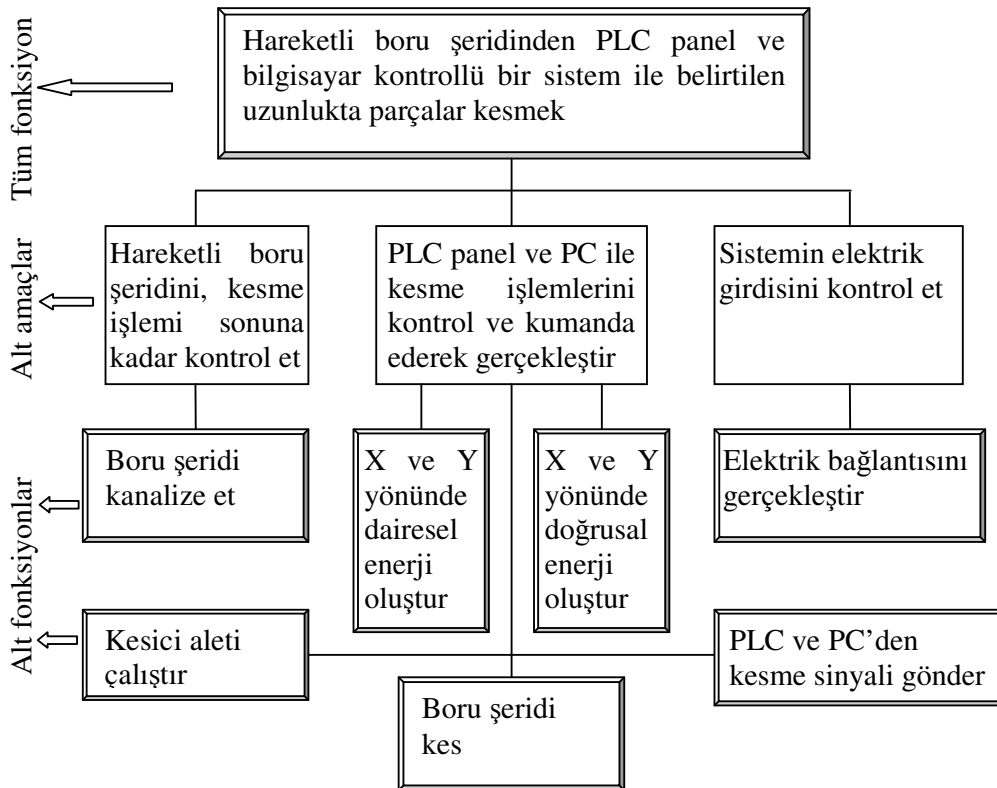 Tüm fonksiyon
Hareketli boru şeridinden PLC panel ve
bilgisayar kontrollü bir sistem ile belirtilen
uzunlukta parçalar kesmek
Alt amaçlar
Hareketli boru
şeridini, kesme
işlemi sonuna
kadar kontrol et
PLC panel ve PC ile
kesme işlemlerini
kontrol ve kumanda
ederek gerçekleştir
Sistemin elektrik
girdisini kontrol et
Alt fonksiyonlar
Boru şeridi
kanalize et
X ve Y
yönünde
dairesel
enerji
oluştur
X ve Y
yönünde
doğrusal
enerji
oluştur
Elektrik bağlantısını
gerçekleştir
Kesici aleti
çalıştır
Boru şeridi
kes
PLC ve PC’den
kesme sinyali gönder